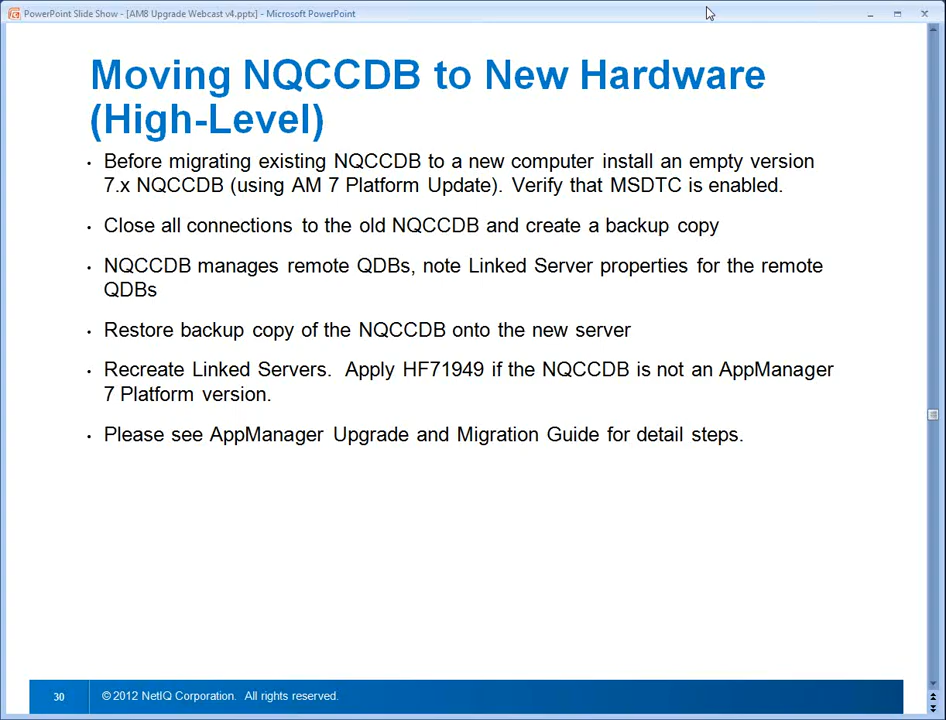 PowerPoint Slide Show - [AM8 Upgrade Webcast v4.pptx] - Microsoft PowerPoint
Moving NQCCDB to New Hardware
(High-Level)
• Before migrating existing NQCCDB to a new computer install an empty version
7.x NQCCDB (using AM 7 Platform Update). Verify that MSDTC is enabled.
• Close all connections to the old NQCCDB and create a backup copy
• NQCCDB manages remote QDBs, note Linked Server properties for the remote
QDBs
• Restore backup copy of the NQCCDB onto the new server
• Recreate Linked Servers. Apply HF71949 if the NQCCDB is not an AppManager
7 Platform version.
• Please see AppManager Upgrade and Migration Guide for detail steps.
30 © 2012 NetIQ Corporation. All rights reserved.